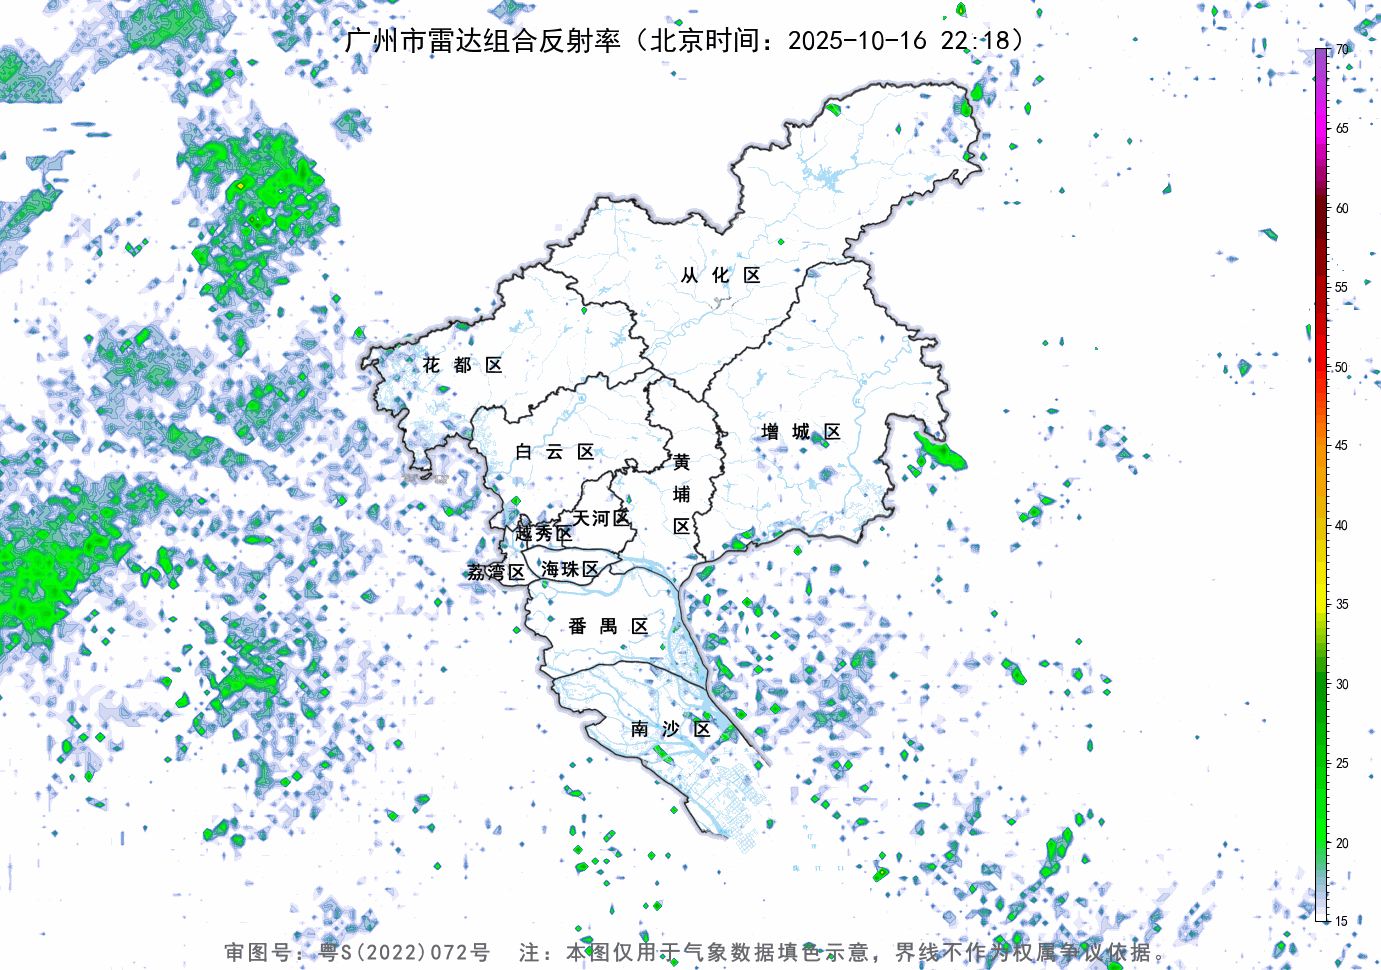 广州市雷达组合反射率（北京时间：2025-10-16 22:18）
70
65
60
55
50
45
40
35
30
25
20
15
从化区
花都区
增城区
白云区
黄埔区
天河区
越秀区
海珠区
荔湾区
番禺区
南沙区
审图号：粤S(2022)072号 注：本图仅用于气象数据填色示意，界线不作为权属争议依据。